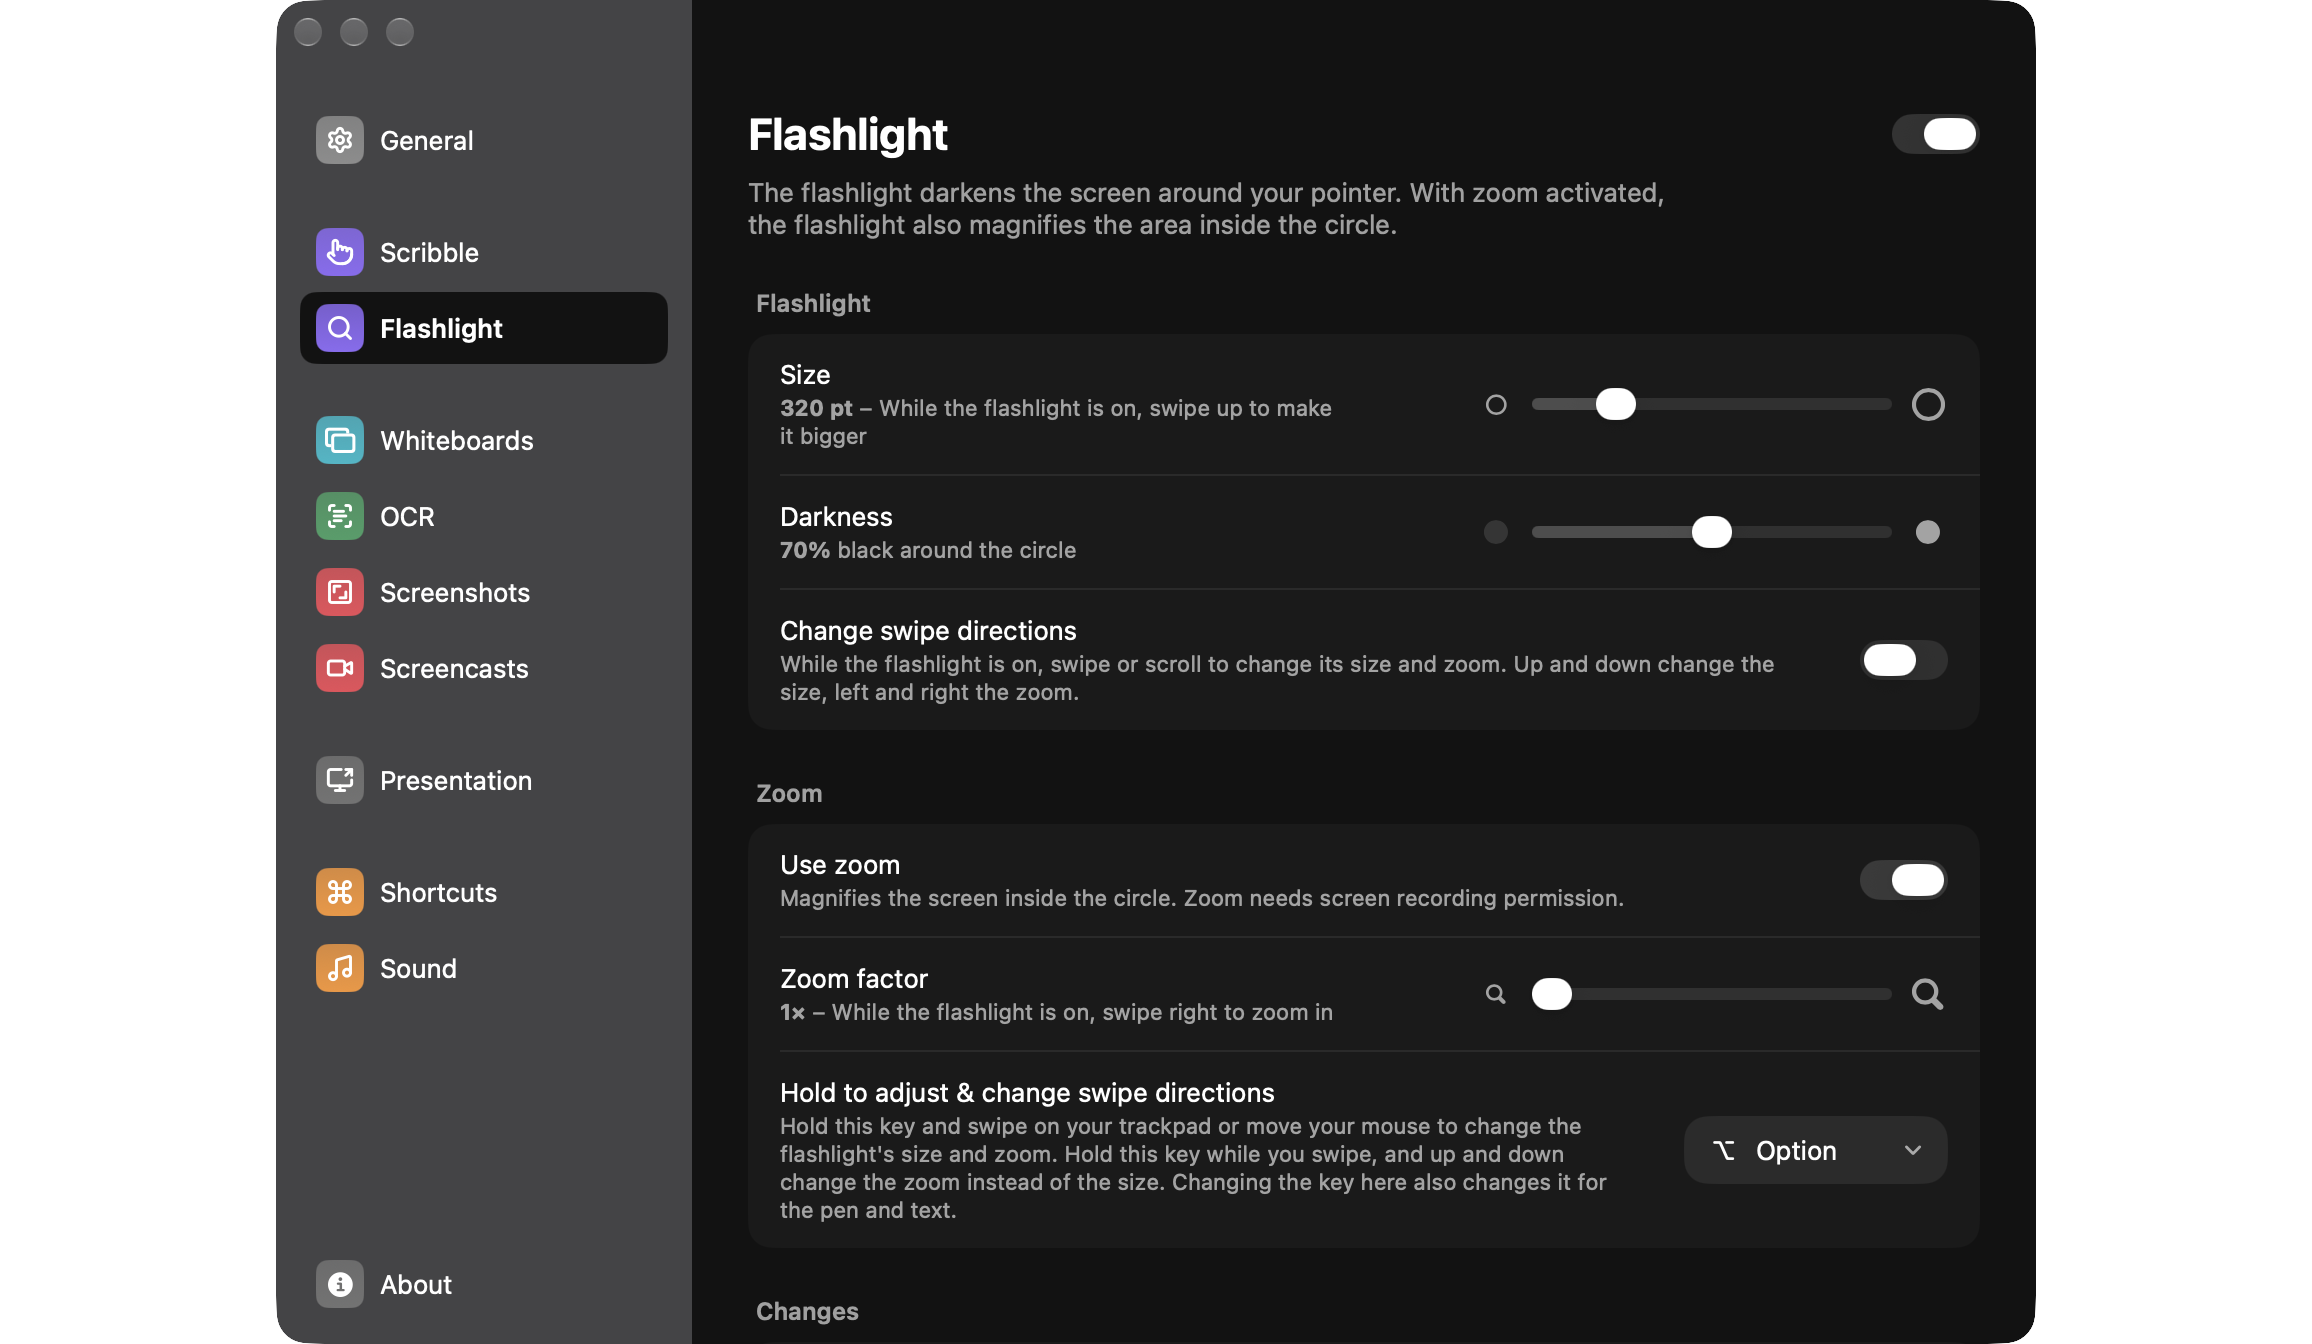 General
Scribble
Flashlight
Whiteboards
OCR
Screenshots
Screencasts
Presentation
Shortcuts
Sound
About
Flashlight
The flashlight darkens the screen around your pointer. With zoom activated,
the flashlight also magnifies the area inside the circle.
Flashlight
Size
320 pt – While the flashlight is on, swipe up to make
it bigger
Darkness
70% black around the circle
Change swipe directions
While the flashlight is on, swipe or scroll to change its size and zoom. Up and down change the
size, left and right the zoom.
Zoom
Use zoom
Magnifies the screen inside the circle. Zoom needs screen recording permission.
Zoom factor
1× – While the flashlight is on, swipe right to zoom in
Hold to adjust & change swipe directions
Hold this key and swipe on your trackpad or move your mouse to change the
flashlight's size and zoom. Hold this key while you swipe, and up and down
change the zoom instead of the size. Changing the key here also changes it for
the pen and text.
⌥ Option
Changes